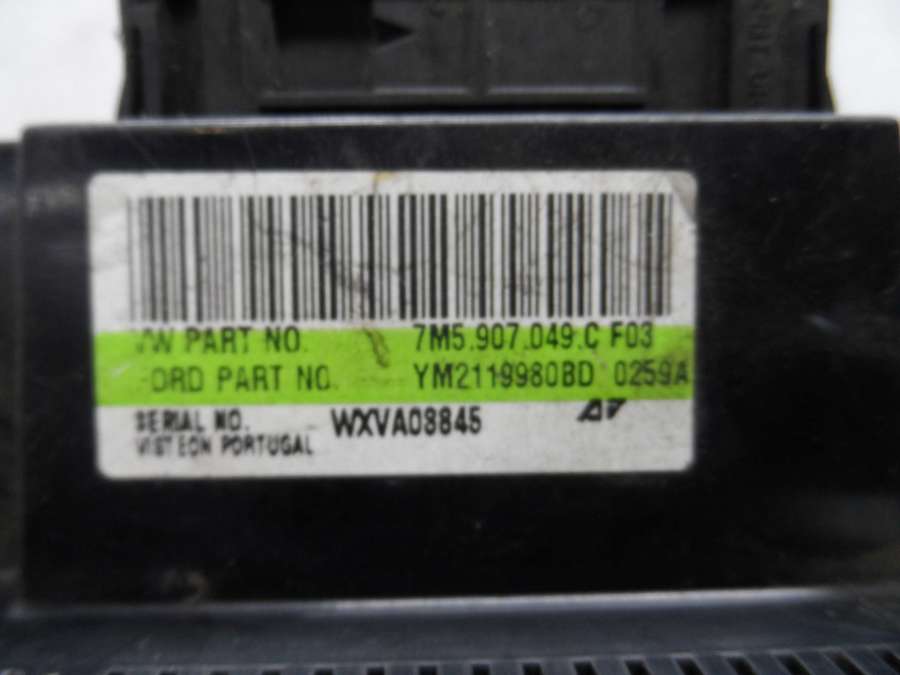 VW PART NO. 7M5.907.049.C F03
FORD PART NO. YM2119980BD 0259A
SERIAL NO. WXVA08845
VISTEON PORTUGAL